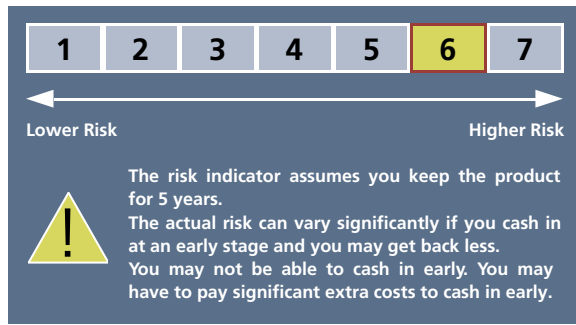 1 2 3 4 5 6 7
Lower Risk Higher Risk
The risk indicator assumes you keep the product
for 5 years.
The actual risk can vary significantly if you cash in
at an early stage and you may get back less.
You may not be able to cash in early. You may
have to pay significant extra costs to cash in early.
!